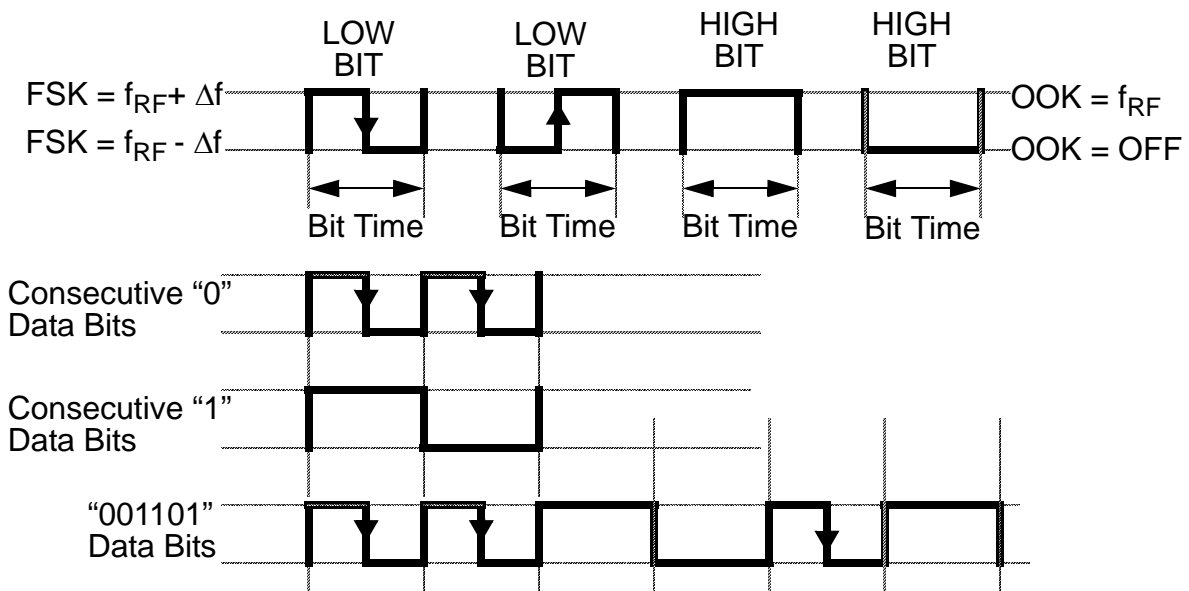 LOW
BIT
LOW
BIT
HIGH
BIT
HIGH
BIT
FSK = fRF+ Δf
OOK = fRF
FSK = fRF - Δf
OOK = OFF
Bit Time
Bit Time
Bit Time
Bit Time
Consecutive “0”
Data Bits
Consecutive “1”
Data Bits
“001101”
Data Bits